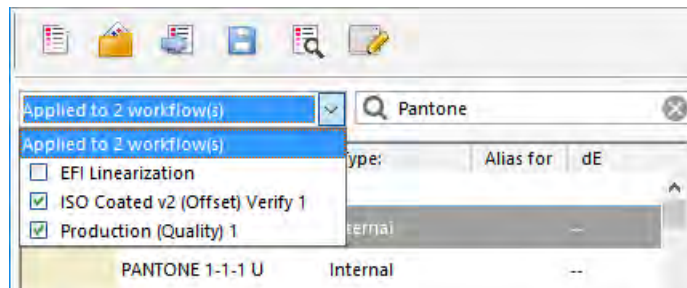 Applied to 2 workflow(s)
Pantone
Applied to 2 workflow(s)
ype:
Alias for
dE
EFI Linearization
ISO Coated v2 (Offset) Verify 1
Production (Quality) 1
ternal
--
PANTONE 1-1-1 U
Internal
--